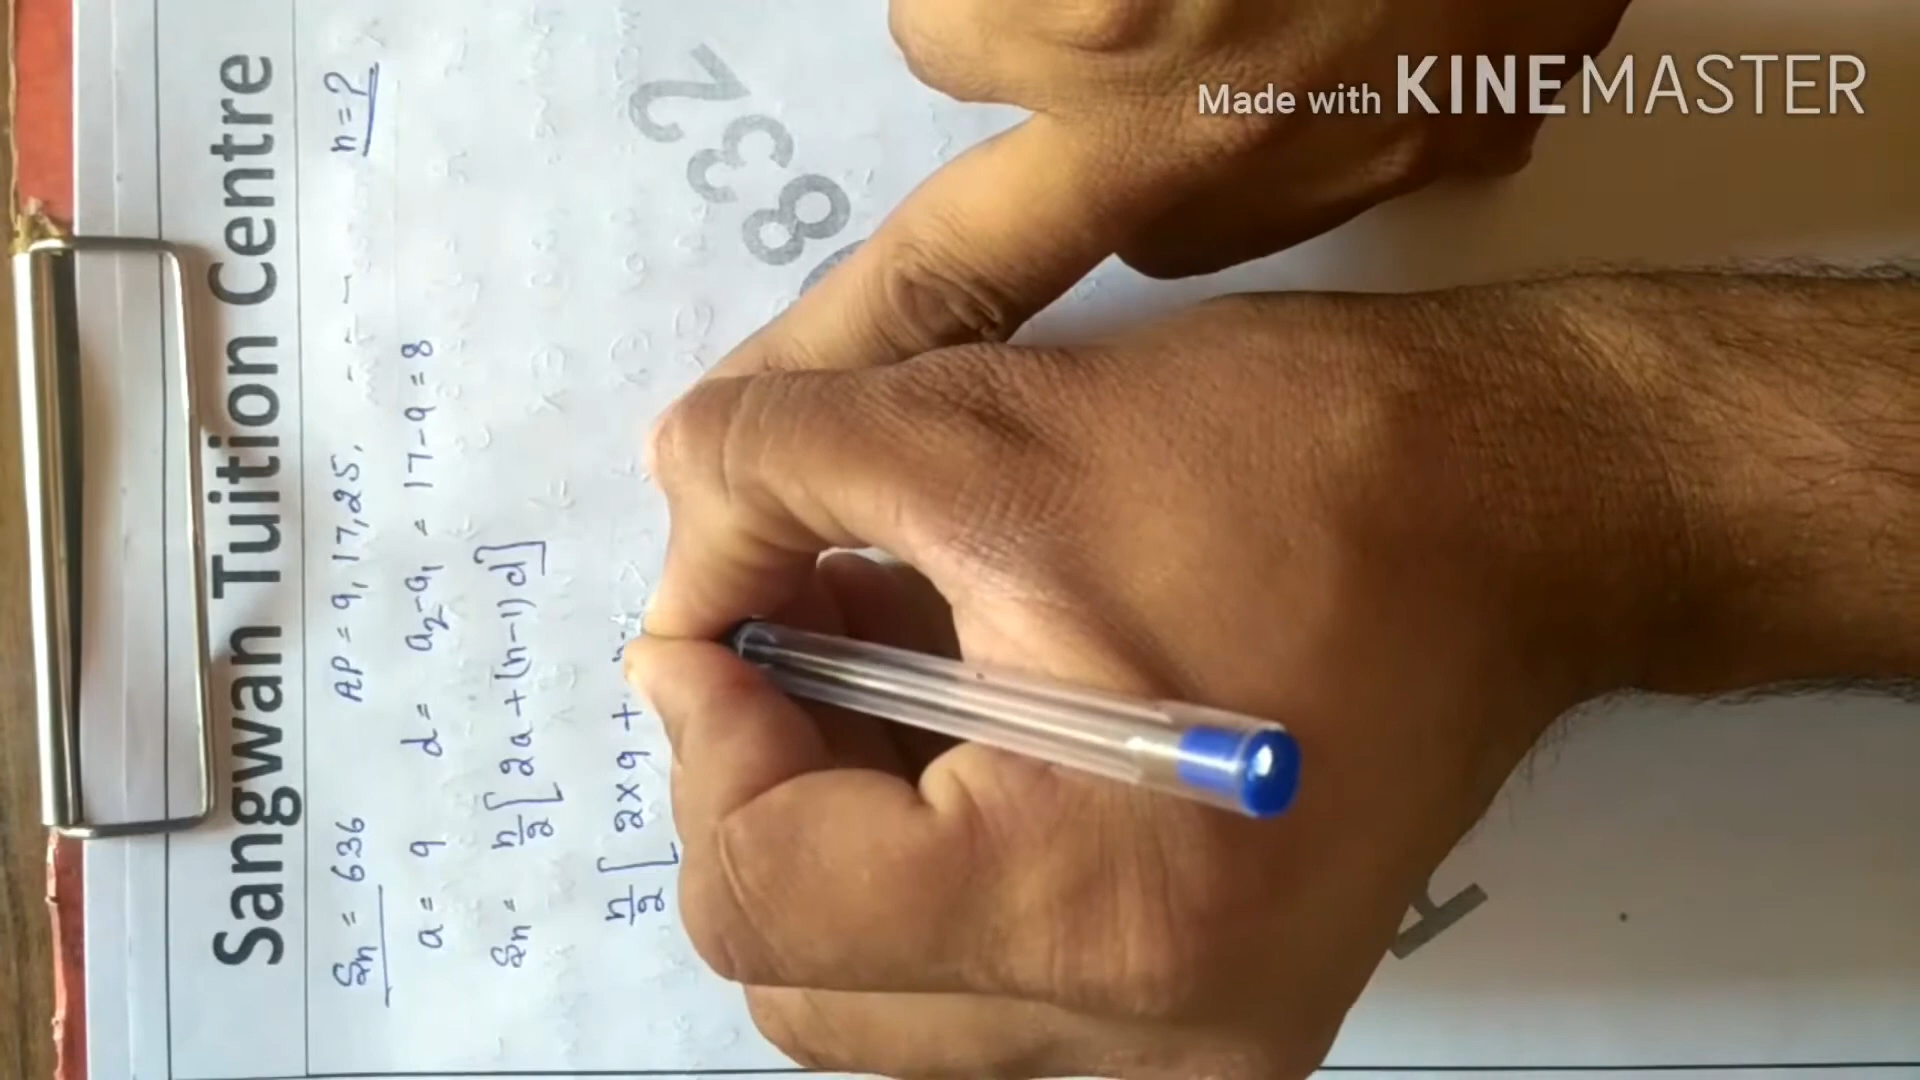 Made with KINEMASTER
Sangwan Tuition Centre
Sn = 636 AP = 9, 17, 25, - - - n = ?
a = 9 d = a2-a1 = 17-9 = 8
Sn = n/2 [2a+(n-1)d]
n/2 [2x9+
7380